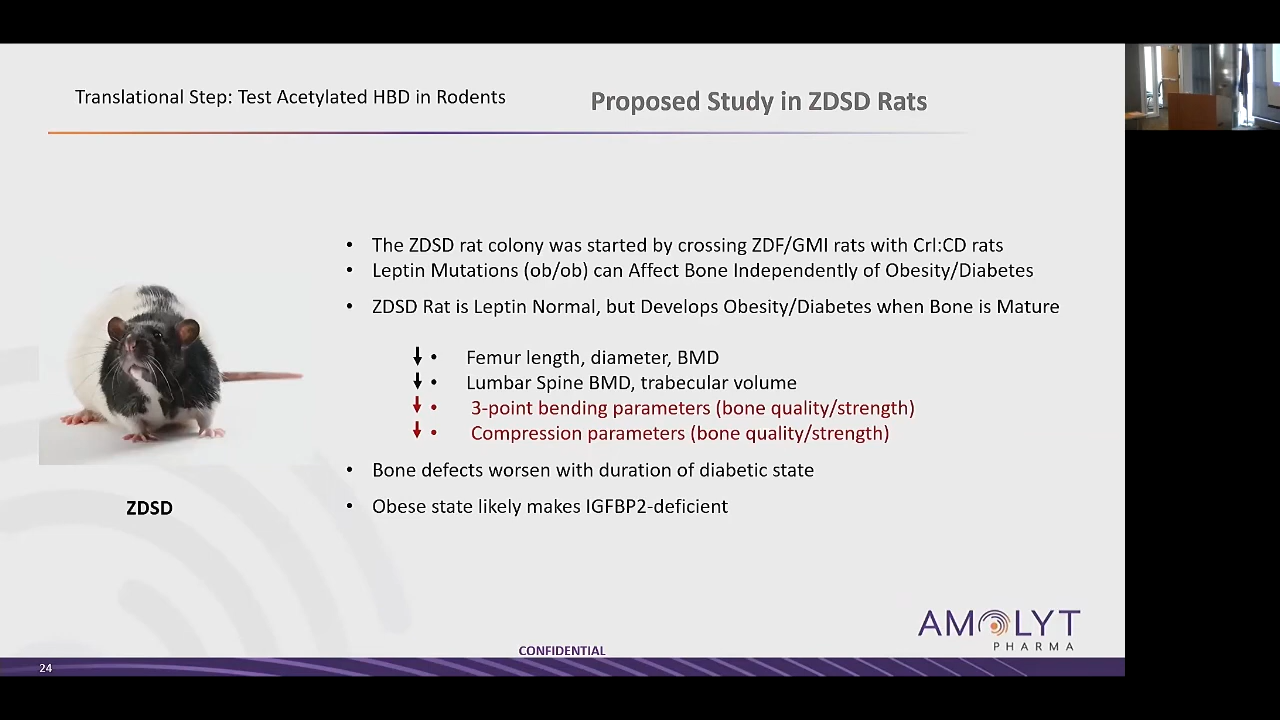 Translational Step: Test Acetylated HBD in Rodents
Proposed Study in ZDSD Rats
• The ZDSD rat colony was started by crossing ZDF/GMI rats with Crl:CD rats
• Leptin Mutations (ob/ob) can Affect Bone Independently of Obesity/Diabetes
• ZDSD Rat is Leptin Normal, but Develops Obesity/Diabetes when Bone is Mature
↓ • Femur length, diameter, BMD
↓ • Lumbar Spine BMD, trabecular volume
↓ • 3-point bending parameters (bone quality/strength)
↓ • Compression parameters (bone quality/strength)
• Bone defects worsen with duration of diabetic state
• Obese state likely makes IGFBP2-deficient
ZDSD
AMOLYT
PHARMA
CONFIDENTIAL
24